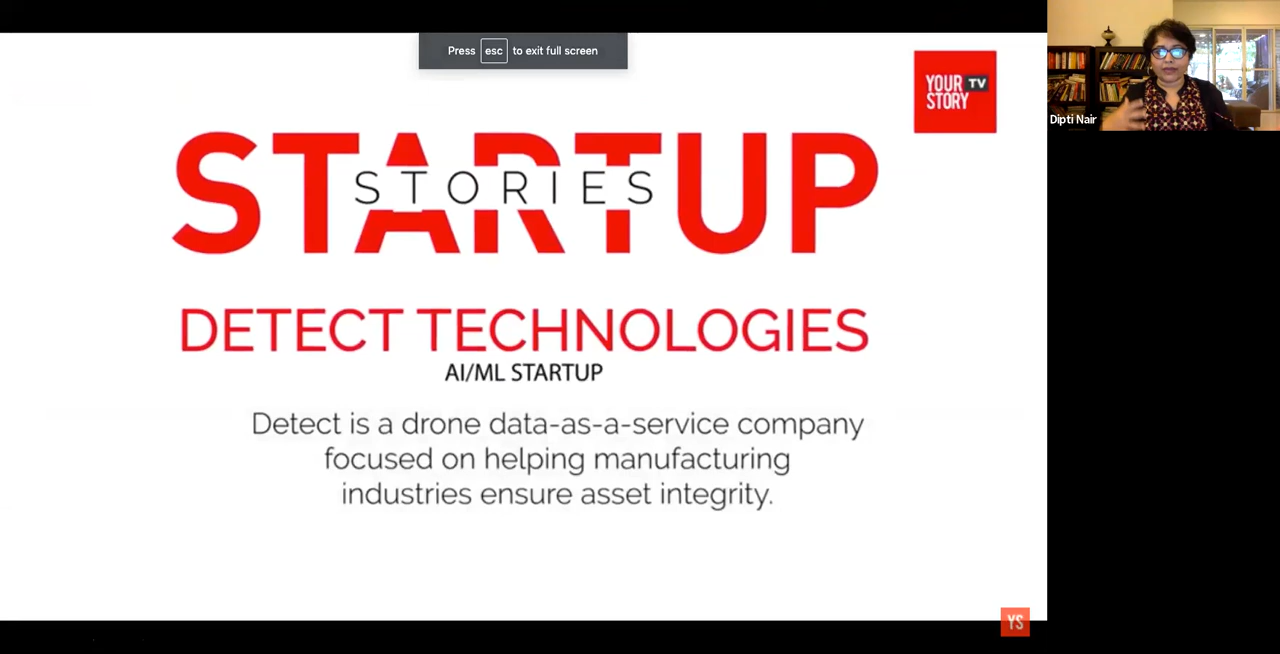 Press esc to exit full screen
YOUR TV
STORY
STARTUP
STORIES
DETECT TECHNOLOGIES
AI/ML STARTUP
Detect is a drone data-as-a-service company
focused on helping manufacturing
industries ensure asset integrity.
Dipti Nair
YS